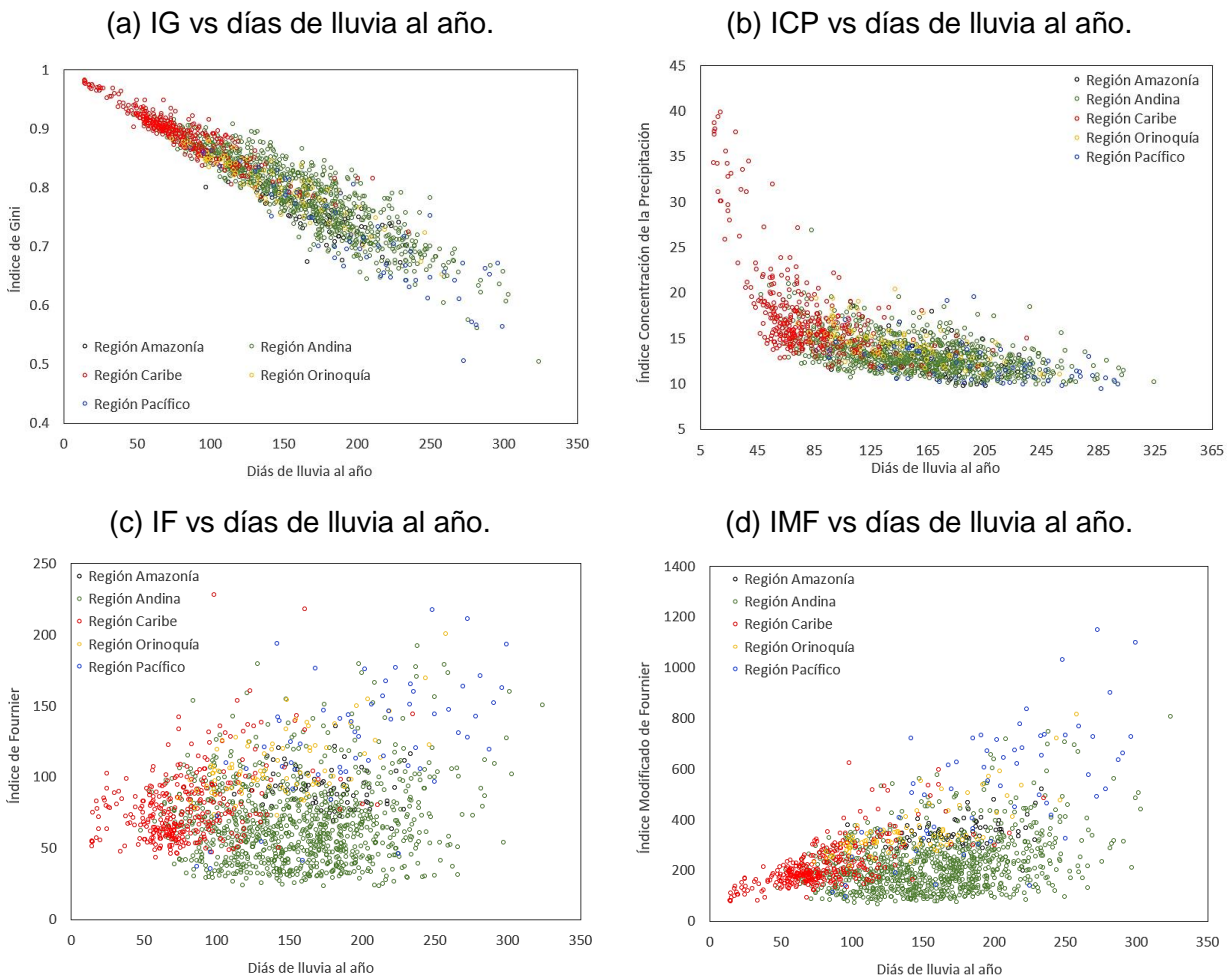 (a) IG vs días de lluvia al año.
1
0.9
0.8
0.7
0.6
0.5
0.4
Índice de Gini
Región Amazonía
Región Andina
Región Caribe
Región Orinoquía
Región Pacífico
0 50 100 150 200 250 300 350
Diás de lluvia al año
(b) ICP vs días de lluvia al año.
45
40
35
30
25
20
15
10
5
Índice Concentración de la Precipitación
Región Amazonía
Región Andina
Región Caribe
Región Orinoquía
Región Pacífico
5 45 85 125 165 205 245 285 325 365
Diás de lluvia al año
(c) IF vs días de lluvia al año.
250
200
150
100
50
0
Índice de Fournier
Región Amazonía
Región Andina
Región Caribe
Región Orinoquía
Región Pacífico
0 50 100 150 200 250 300 350
Diás de lluvia al año
(d) IMF vs días de lluvia al año.
1400
1200
1000
800
600
400
200
0
Índice Modificado de Fournier
Región Amazonía
Región Andina
Región Caribe
Región Orinoquía
Región Pacífico
0 50 100 150 200 250 300 350
Diás de lluvia al año